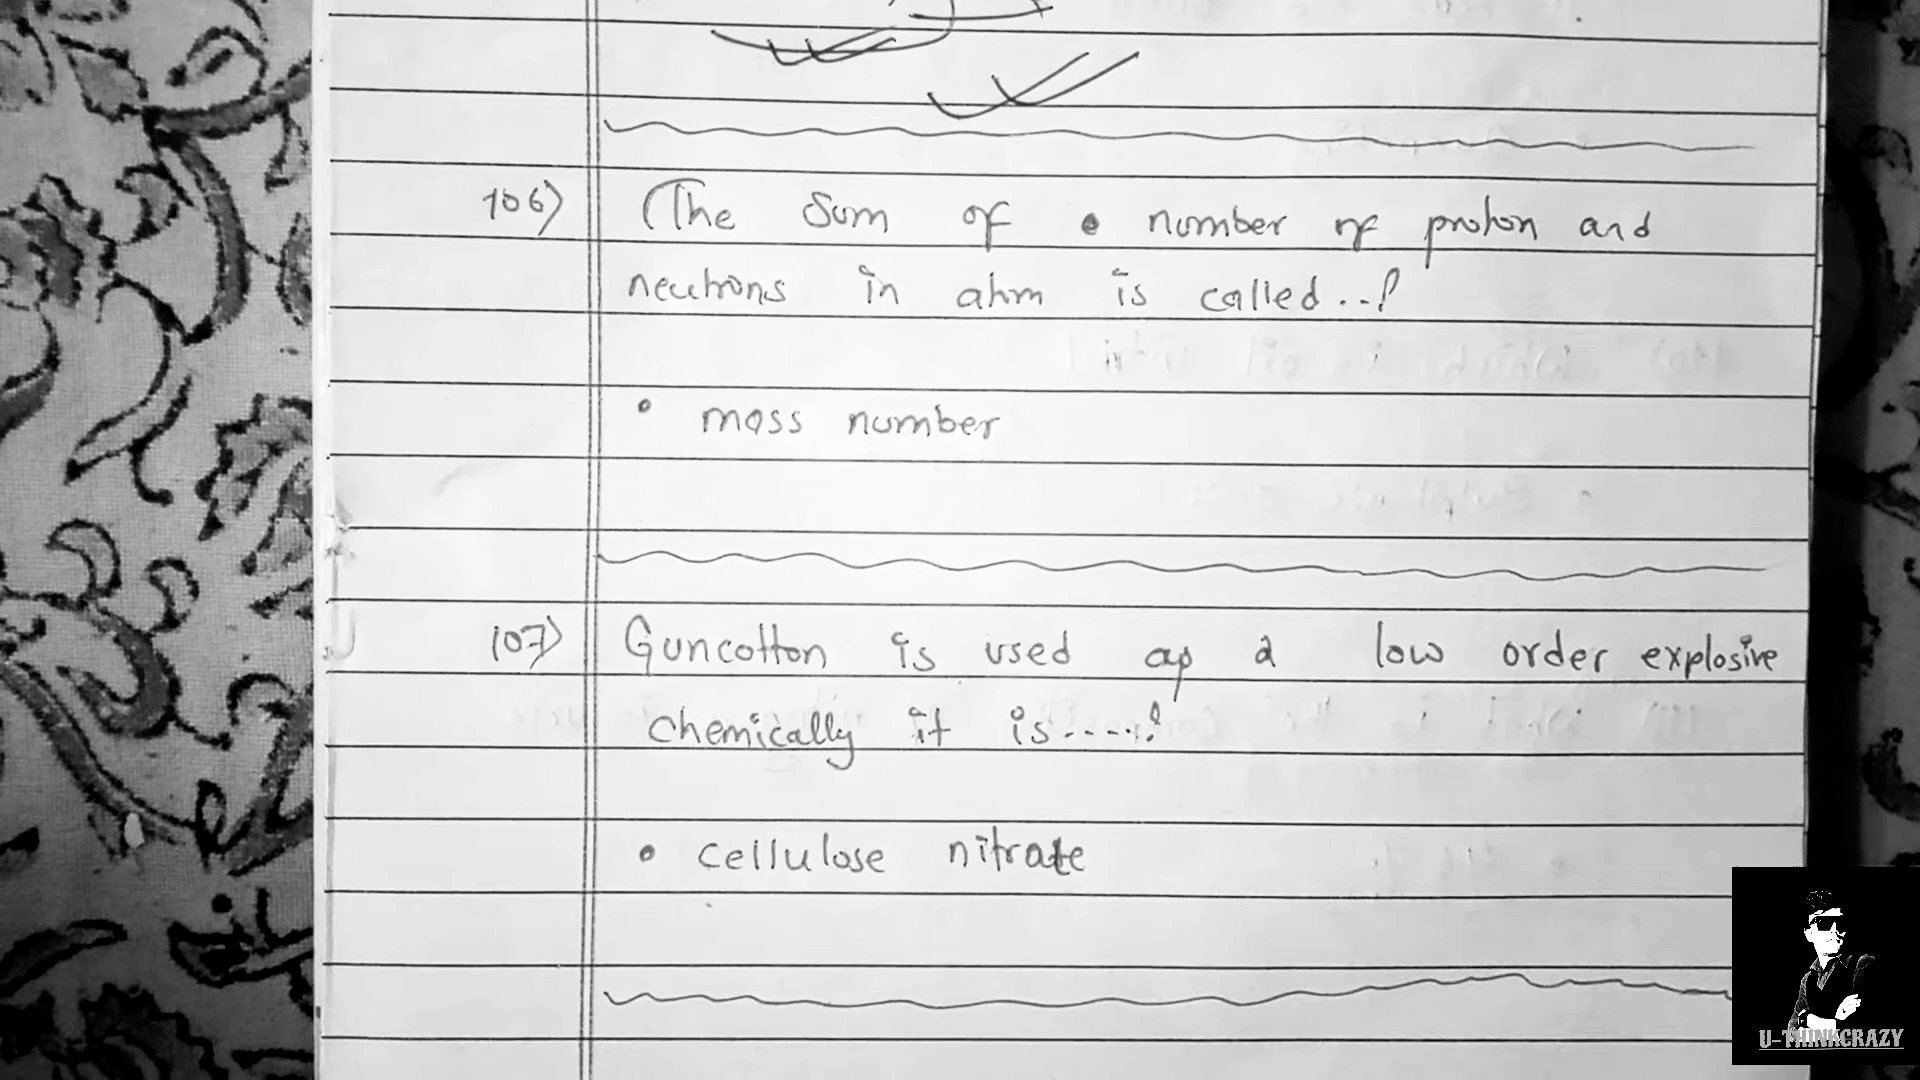 106) The Sum of number of proton and
neutrons in atom is called..?
• mass number
107) Guncotton is used as a low order explosive
chemically it is....?
• cellulose nitrate
U-THINKCRAZY